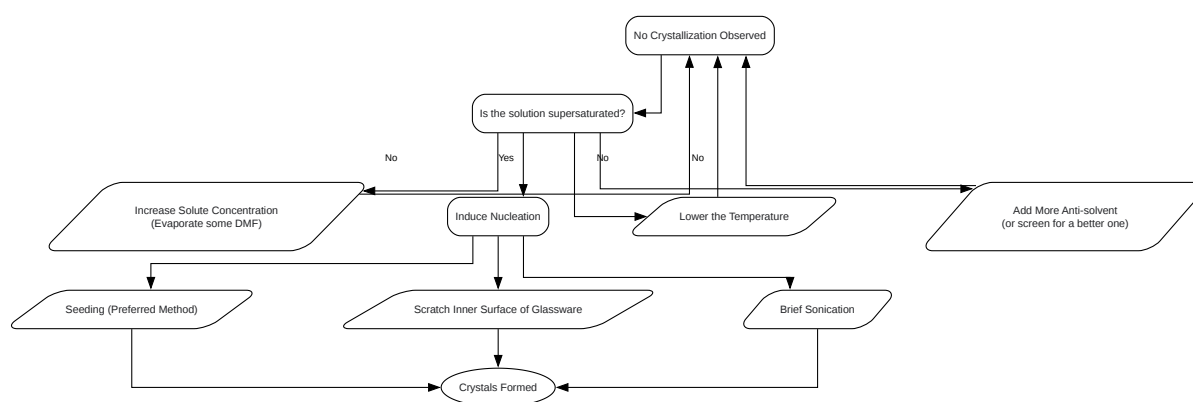 No Crystallization Observed
Is the solution supersaturated?
No
Yes
No
No
Increase Solute Concentration
(Evaporate some DMF)
Induce Nucleation
Lower the Temperature
Add More Anti-solvent
(or screen for a better one)
Seeding (Preferred Method)
Scratch Inner Surface of Glassware
Brief Sonication
Crystals Formed